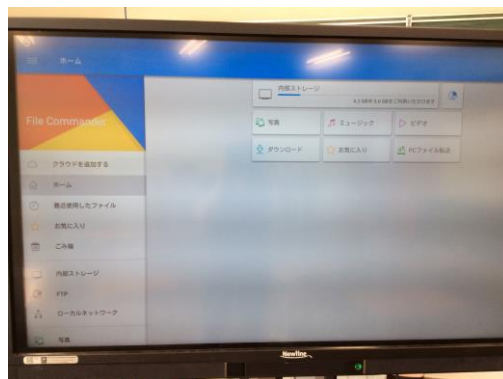 ホーム
File Commander
クラウドを追加する
ホーム
最近使用したファイル
お気に入り
ごみ箱
内部ストレージ
FTP
ローカルネットワーク
写真
内部ストレージ
写真
ミュージック
ビデオ
ダウンロード
お気に入り
PCファイル転送
Newline